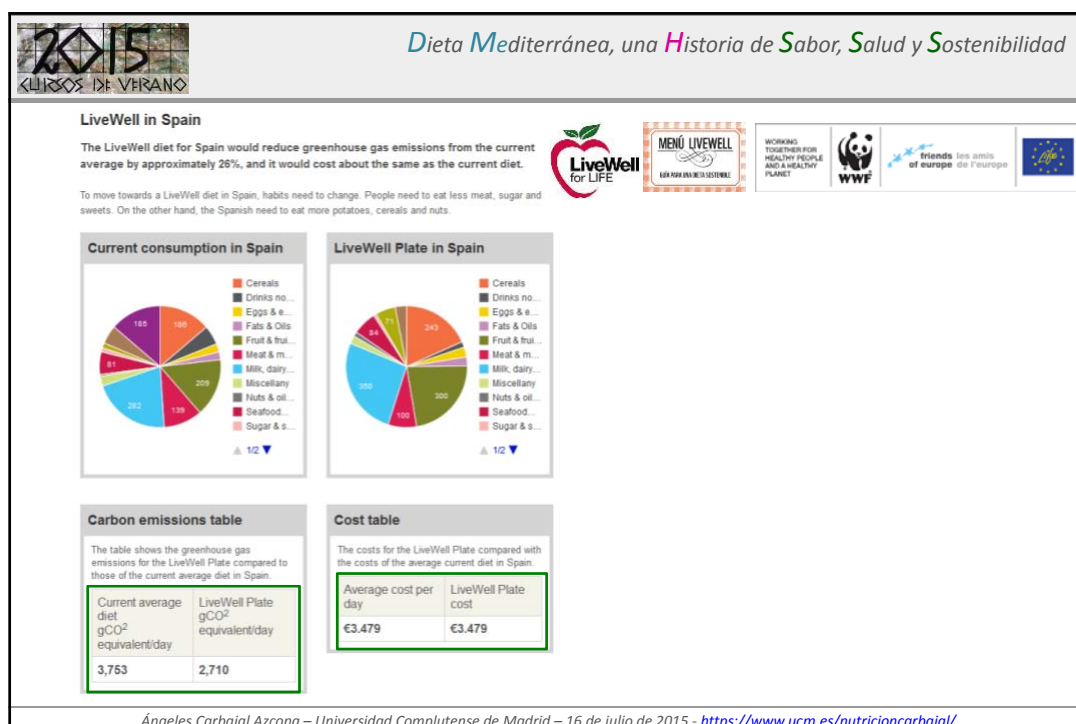 2015
CURSOS DE VERANO
Dieta Mediterránea, una Historia de Sabor, Salud y Sostenibilidad
LiveWell in Spain
The LiveWell diet for Spain would reduce greenhouse gas emissions from the current
average by approximately 26%, and it would cost about the same as the current diet.
To move towards a LiveWell diet in Spain, habits need to change. People need to eat less meat, sugar and
sweets. On the other hand, the Spanish need to eat more potatoes, cereals and nuts.
LiveWell
for LIFE
MENÚ LIVEWELL
GUÍA PARA UNA DIETA SOSTENIBLE
WORKING
TOGETHER FOR
HEALTHY PEOPLE
AND A HEALTHY
PLANET
WWF
friends les amis
of europe de l'europe
Life
Current consumption in Spain
185
186
209
139
282
81
Cereals
Drinks no...
Eggs & e...
Fats & Oils
Fruit & frui...
Meat & m...
Milk, dairy...
Miscellany
Nuts & oil...
Seafood...
Sugar & s...
1/2
LiveWell Plate in Spain
71
84
243
350
300
100
Cereals
Drinks no...
Eggs & e...
Fats & Oils
Fruit & frui...
Meat & m...
Milk, dairy...
Miscellany
Nuts & oil...
Seafood...
Sugar & s...
1/2
Carbon emissions table
The table shows the greenhouse gas
emissions for the LiveWell Plate compared to
those of the current average diet in Spain.
Current average
diet
gCO2
equivalent/day
LiveWell Plate
gCO2
equivalent/day
3,753
2,710
Cost table
The costs for the LiveWell Plate compared with
the costs of the average current diet in Spain.
Average cost per
day
LiveWell Plate
cost
€3.479
€3.479
Ángeles Carbajal Azcona – Universidad Complutense de Madrid – 16 de julio de 2015 - https://www.ucm.es/nutricioncarbajal/